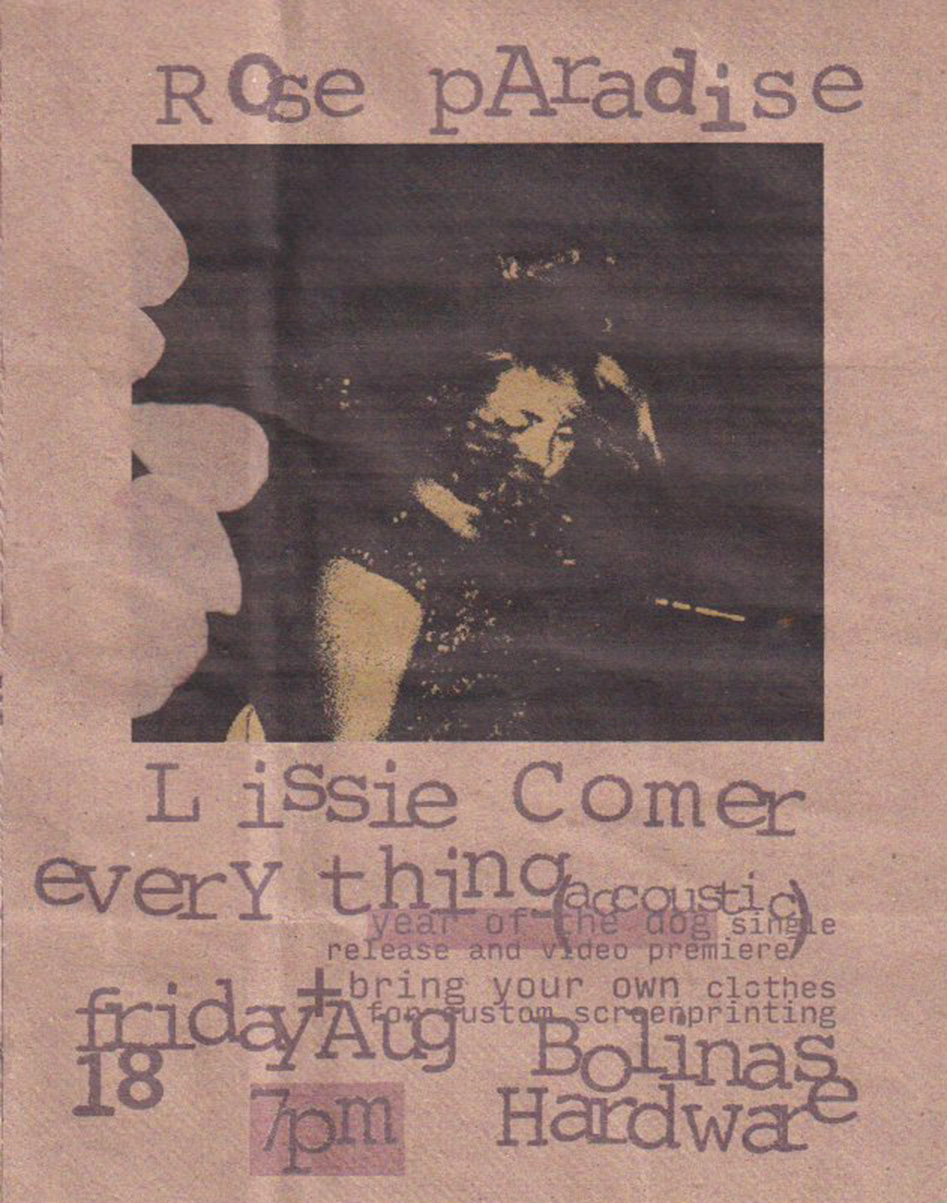 ROse pAradise
Lissie Comer
everY thing (accoustic)
year of the dog single
release and video premiere
+bring your own clothes
for custom screenprinting
friday Aug
18
7pm
Bolinas
Hardware